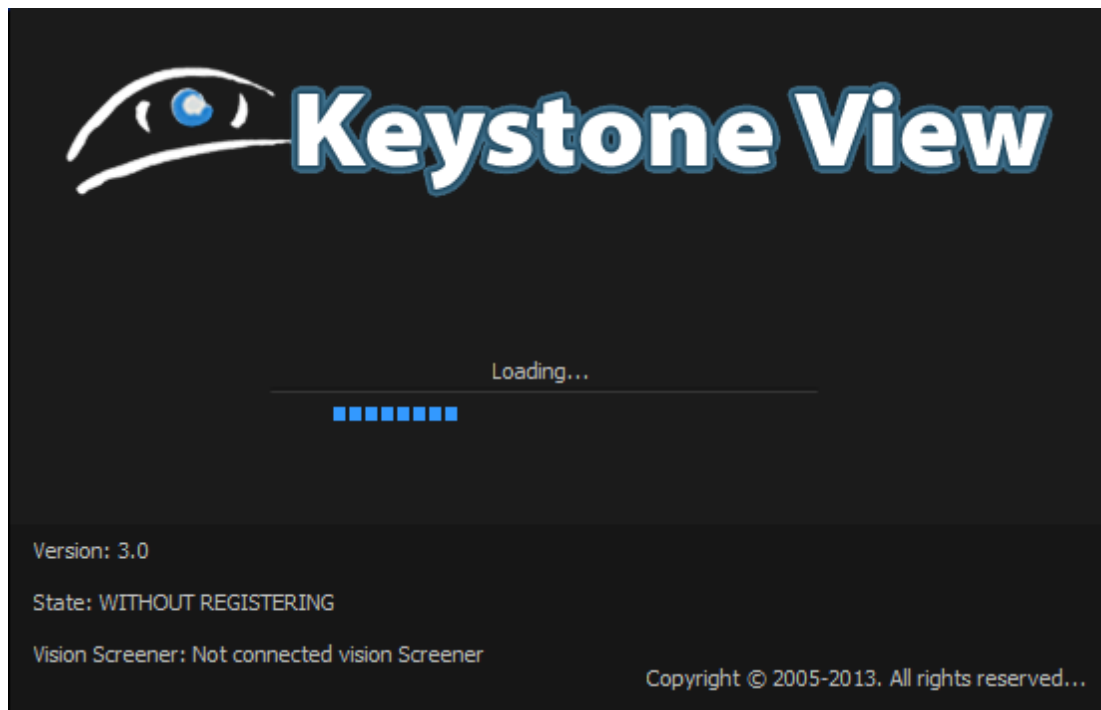 Keystone View
Loading...
Version: 3.0
State: WITHOUT REGISTERING
Vision Screener: Not connected vision Screener
Copyright © 2005-2013. All rights reserved...